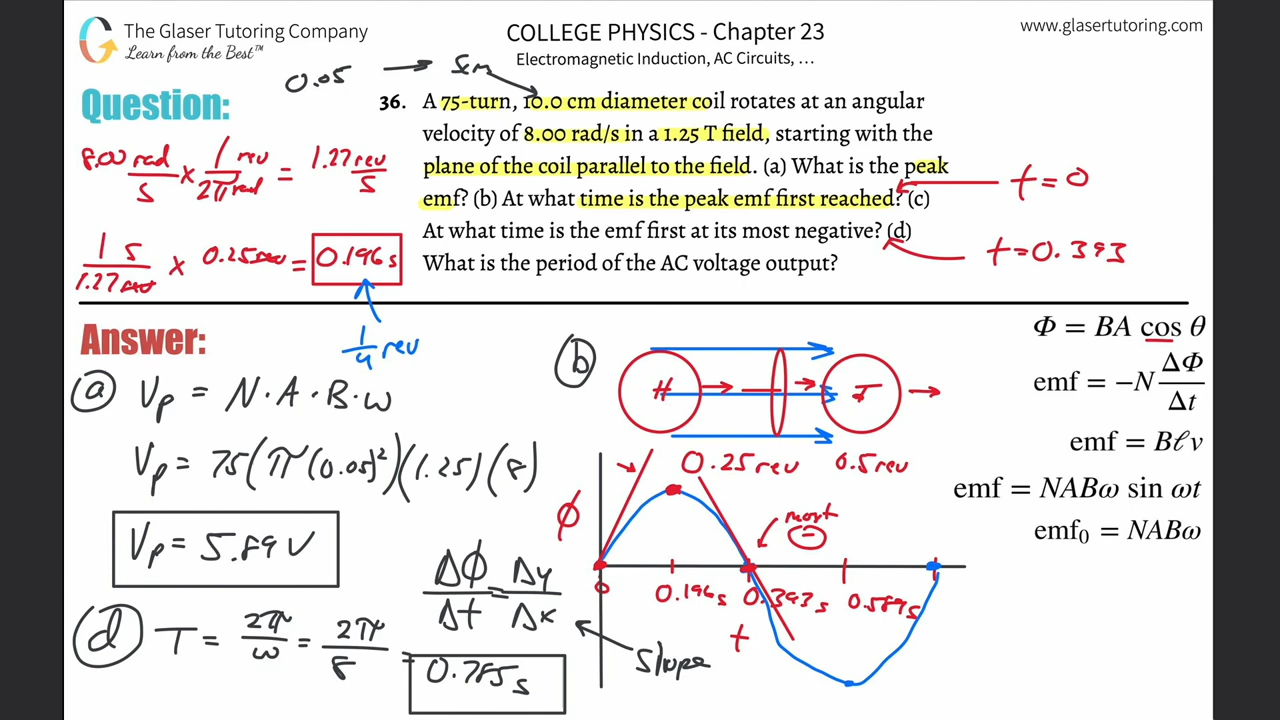 The Glaser Tutoring Company
Learn from the Best™
COLLEGE PHYSICS - Chapter 23
Electromagnetic Induction, AC Circuits, …
www.glasertutoring.com
0.05 → 5cm
Question:
36. A 75-turn, 10.0 cm diameter coil rotates at an angular
velocity of 8.00 rad/s in a 1.25 T field, starting with the
plane of the coil parallel to the field. (a) What is the peak
emf? (b) At what time is the peak emf first reached? (c)
At what time is the emf first at its most negative? (d)
What is the period of the AC voltage output?
8.00 rad/s × 1 rev/2π rad = 1.27 rev/s
1 s/1.27 rev × 0.25 rev = 0.196 s
1/4 rev
t = 0
t = 0.393
Answer:
(a) Vp = N·A·B·ω
Vp = 75(π(0.05)²)(1.25)(8)
Vp = 5.89 V
(d) T = 2π/ω = 2π/8 = 0.785 s
ΔΦ/Δt = Δy/Δx
slope
(b)
H
I
0.25 rev
0.5 rev
Φ
most
−
0
0.196s
0.393s
0.589s
t
Φ = BA cos θ
emf = −N ΔΦ/Δt
emf = Bℓv
emf = NABω sin ωt
emf₀ = NABω